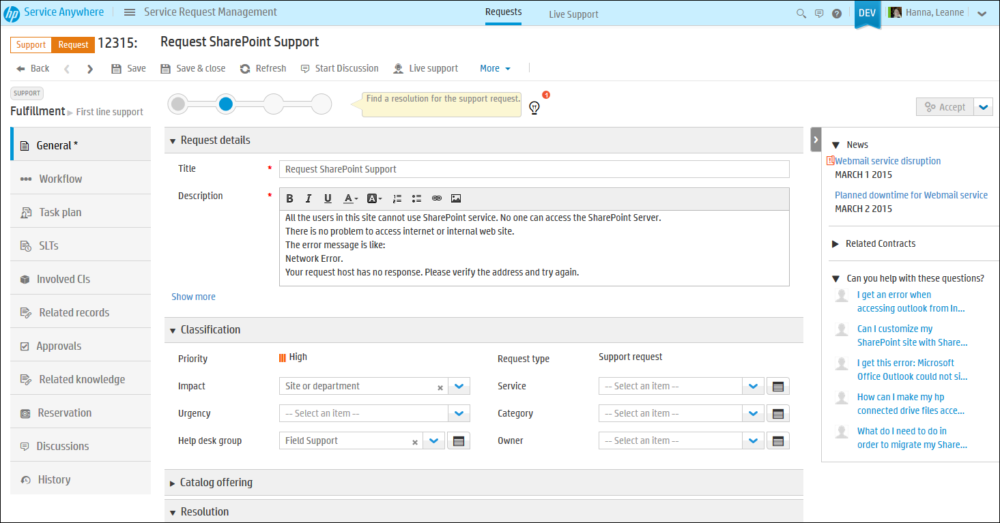 hp Service Anywhere Service Request Management Requests Live Support ? DEV Hanna, Leanne
Support Request 12315: Request SharePoint Support
Back Save Save & close Refresh Start Discussion Live support More
SUPPORT
Fulfillment First line support
Find a resolution for the support request.
1
Accept
General *
Workflow
Task plan
SLTs
Involved CIs
Related records
Approvals
Related knowledge
Reservation
Discussions
History
Request details
Title * Request SharePoint Support
Description *
B I U A A
All the users in this site cannot use SharePoint service. No one can access the SharePoint Server.
There is no problem to access internet or internal web site.
The error message is like:
Network Error.
Your request host has no response. Please verify the address and try again.
Show more
Classification
Priority High Request type Support request
Impact Site or department Service -- Select an item --
Urgency -- Select an item -- Category -- Select an item --
Help desk group Field Support Owner -- Select an item --
Catalog offering
Resolution
News
Webmail service disruption
MARCH 1 2015
Planned downtime for Webmail service
MARCH 2 2015
Related Contracts
Can you help with these questions?
I get an error when
accessing outlook from In...
Can I customize my
SharePoint site with Share...
I get this error: Microsoft
Office Outlook could not si...
How can I make my hp
connected drive files acce...
What do I need to do in
order to migrate my Share...